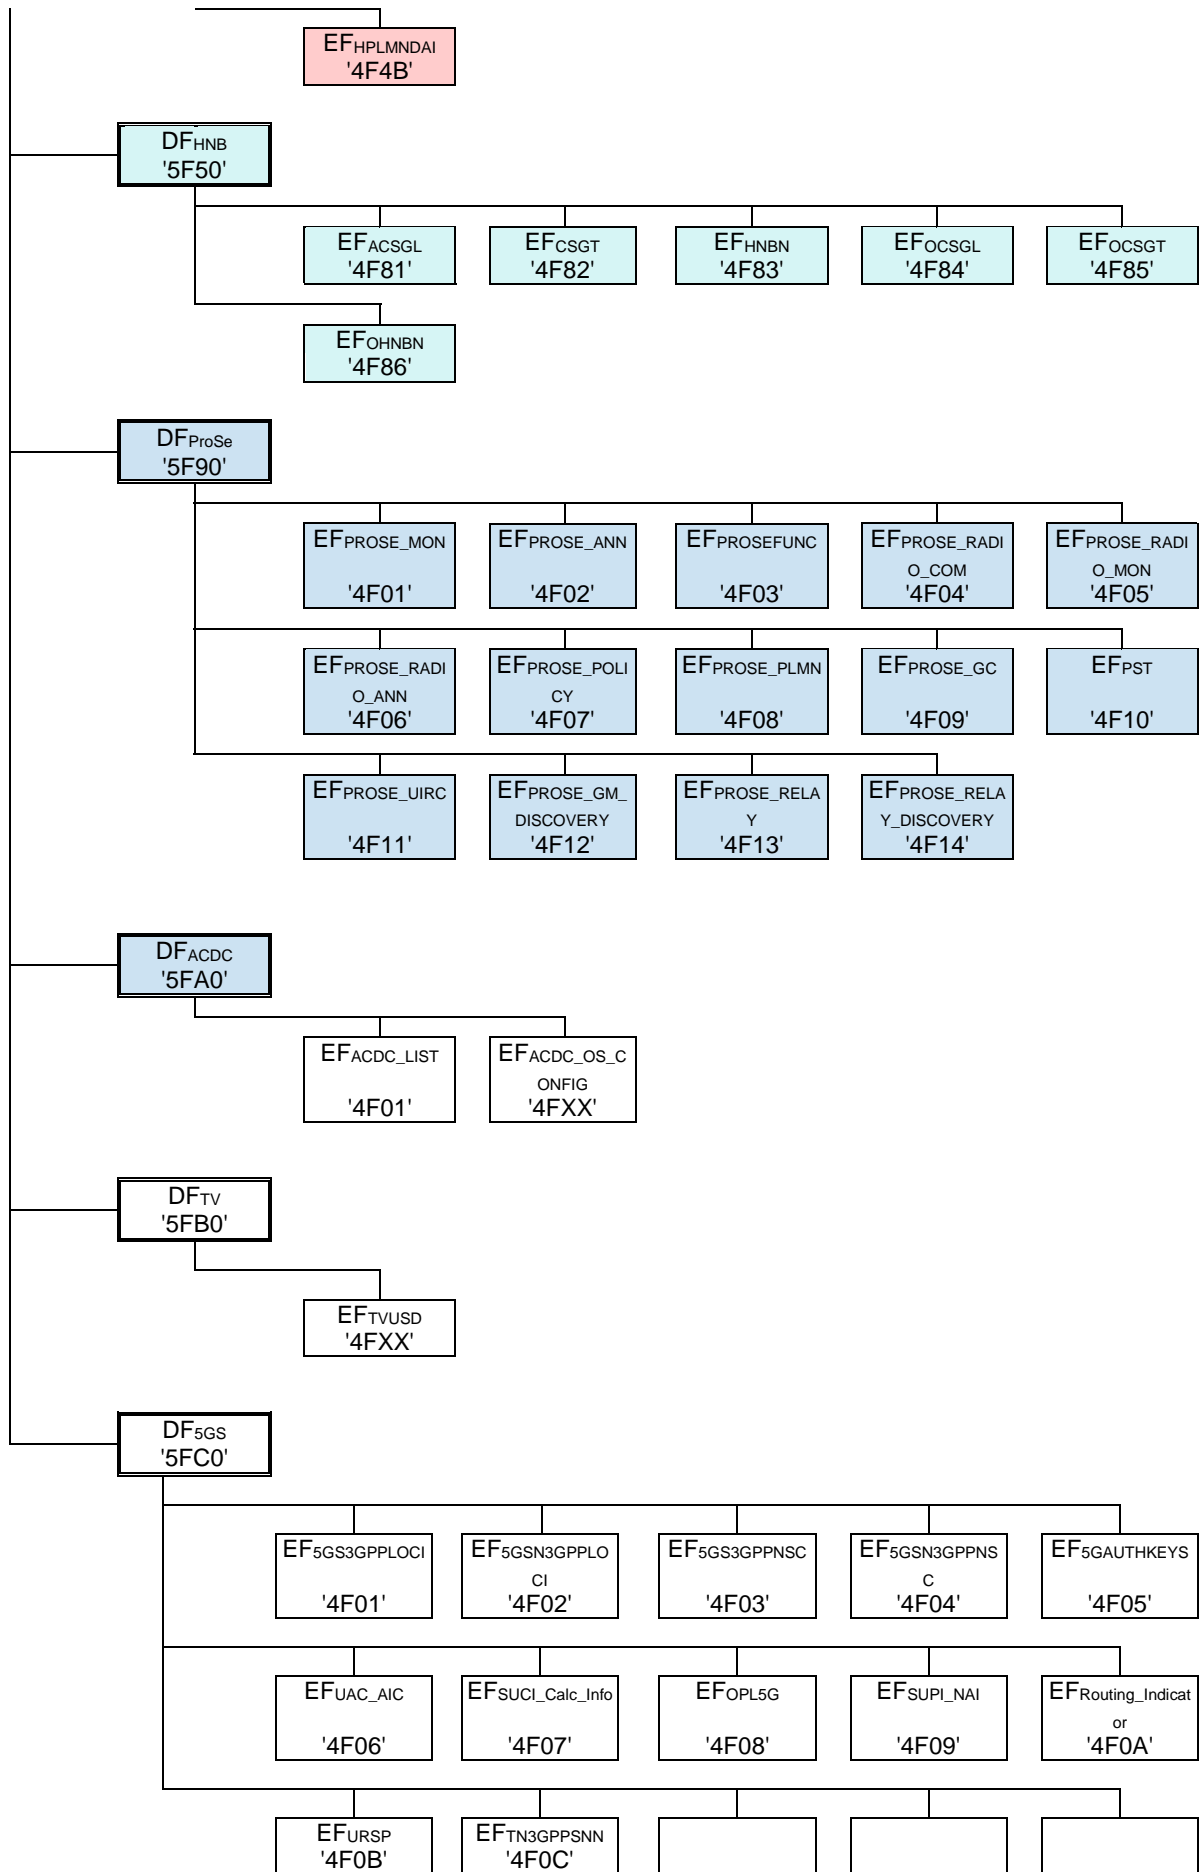 EFHPLMNDAI
'4F4B'
DFHNB
'5F50'
EFACSGL
'4F81'
EFCSGT
'4F82'
EFHNBN
'4F83'
EFOCSGL
'4F84'
EFOCSGT
'4F85'
EFOHNBN
'4F86'
DFProSe
'5F90'
EFPROSE_MON
'4F01'
EFPROSE_ANN
'4F02'
EFPROSEFUNC
'4F03'
EFPROSE_RADI
O_COM
'4F04'
EFPROSE_RADI
O_MON
'4F05'
EFPROSE_RADI
O_ANN
'4F06'
EFPROSE_POLI
CY
'4F07'
EFPROSE_PLMN
'4F08'
EFPROSE_GC
'4F09'
EFPST
'4F10'
EFPROSE_UIRC
'4F11'
EFPROSE_GM_
DISCOVERY
'4F12'
EFPROSE_RELA
Y
'4F13'
EFPROSE_RELA
Y_DISCOVERY
'4F14'
DFACDC
'5FA0'
EFACDC_LIST
'4F01'
EFACDC_OS_C
ONFIG
'4FXX'
DFTV
'5FB0'
EFTVUSD
'4FXX'
DF5GS
'5FC0'
EF5GS3GPPLOCI
'4F01'
EF5GSN3GPPLO
CI
'4F02'
EF5GS3GPPNSC
'4F03'
EF5GSN3GPPNS
C
'4F04'
EF5GAUTHKEYS
'4F05'
EFUAC_AIC
'4F06'
EFSUCI_Calc_Info
'4F07'
EFOPL5G
'4F08'
EFSUPI_NAI
'4F09'
EFRouting_Indicat
or
'4F0A'
EFURSP
'4F0B'
EFTN3GPPSNN
'4F0C'